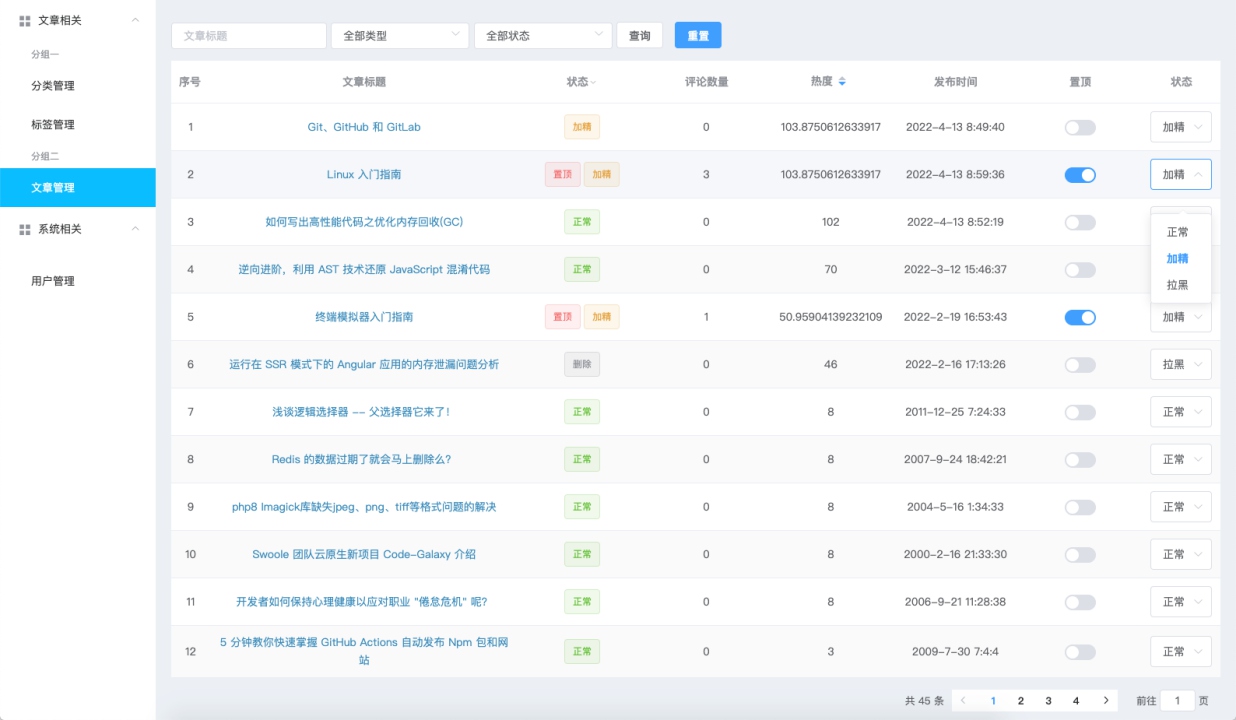 文章相关
分组一
分类管理
标签管理
分组二
文章管理
系统相关
用户管理
文章标题 全部类型 全部状态 查询 重置
序号 文章标题 状态 评论数量 热度 发布时间 置顶 状态
1 Git、GitHub 和 GitLab 加精 0 103.8750612633917 2022-4-13 8:49:40 加精
2 Linux 入门指南 置顶 加精 3 103.8750612633917 2022-4-13 8:59:36 加精
3 如何写出高性能代码之优化内存回收(GC) 正常 0 102 2022-4-13 8:52:19
正常
加精
拉黑
4 逆向进阶，利用 AST 技术还原 JavaScript 混淆代码 正常 0 70 2022-3-12 15:46:37
5 终端模拟器入门指南 置顶 加精 1 50.95904139232109 2022-2-19 16:53:43 加精
6 运行在 SSR 模式下的 Angular 应用的内存泄漏问题分析 删除 0 46 2022-2-16 17:13:26 拉黑
7 浅谈逻辑选择器 -- 父选择器它来了！ 正常 0 8 2011-12-25 7:24:33 正常
8 Redis 的数据过期了就会马上删除么？ 正常 0 8 2007-9-24 18:42:21 正常
9 php8 Imagick库缺失jpeg、png、tiff等格式问题的解决 正常 0 8 2004-5-16 1:34:33 正常
10 Swoole 团队云原生新项目 Code-Galaxy 介绍 正常 0 8 2000-2-16 21:33:30 正常
11 开发者如何保持心理健康以应对职业 "倦怠危机" 呢？ 正常 0 8 2006-9-21 11:28:38 正常
12 5 分钟教你快速掌握 GitHub Actions 自动发布 Npm 包和网
站 正常 0 3 2009-7-30 7:4:4 正常
共 45 条 1 2 3 4 前往 1 页